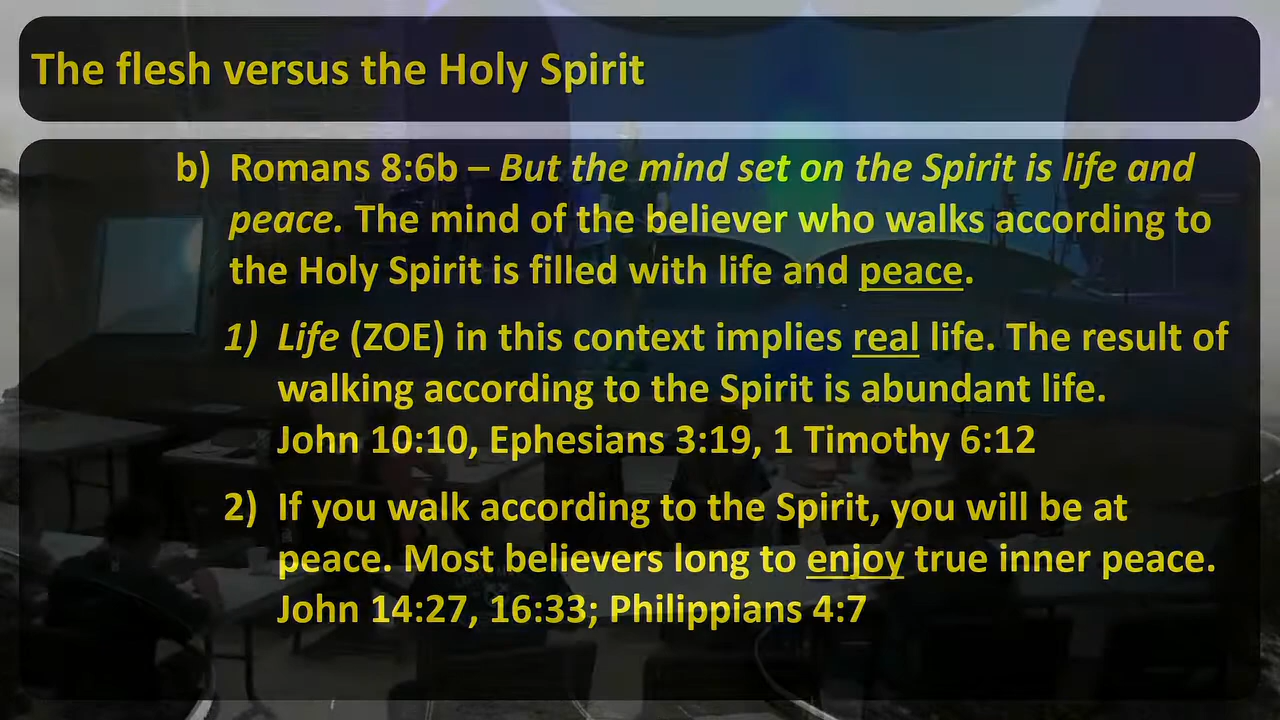 The flesh versus the Holy Spirit
b) Romans 8:6b – But the mind set on the Spirit is life and
peace. The mind of the believer who walks according to
the Holy Spirit is filled with life and peace.
1) Life (ZOE) in this context implies real life. The result of
walking according to the Spirit is abundant life.
John 10:10, Ephesians 3:19, 1 Timothy 6:12
2) If you walk according to the Spirit, you will be at
peace. Most believers long to enjoy true inner peace.
John 14:27, 16:33; Philippians 4:7